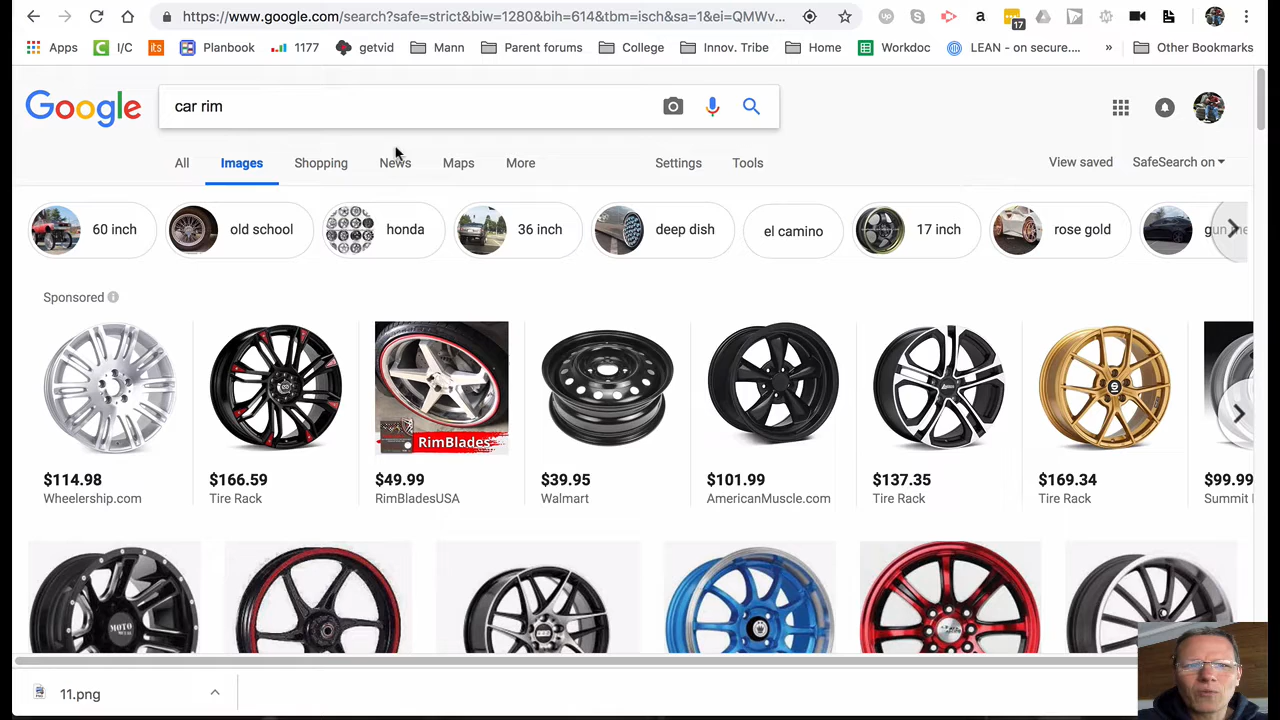 https://www.google.com/search?safe=strict&biw=1280&bih=614&tbm=isch&sa=1&ei=QMWv... 17
Apps I/C its Planbook 1177 getvid Mann Parent forums College Innov. Tribe Home Workdoc LEAN - on secure.... » Other Bookmarks
Google car rim
All Images Shopping News Maps More Settings Tools View saved SafeSearch on
60 inch old school honda 36 inch deep dish el camino 17 inch rose gold
Sponsored
RimBlades
$114.98 $166.59 $49.99 $39.95 $101.99 $137.35 $169.34 $99.99
Wheelership.com Tire Rack RimBladesUSA Walmart AmericanMuscle.com Tire Rack Tire Rack Summit
MOTO
METAL
11.png